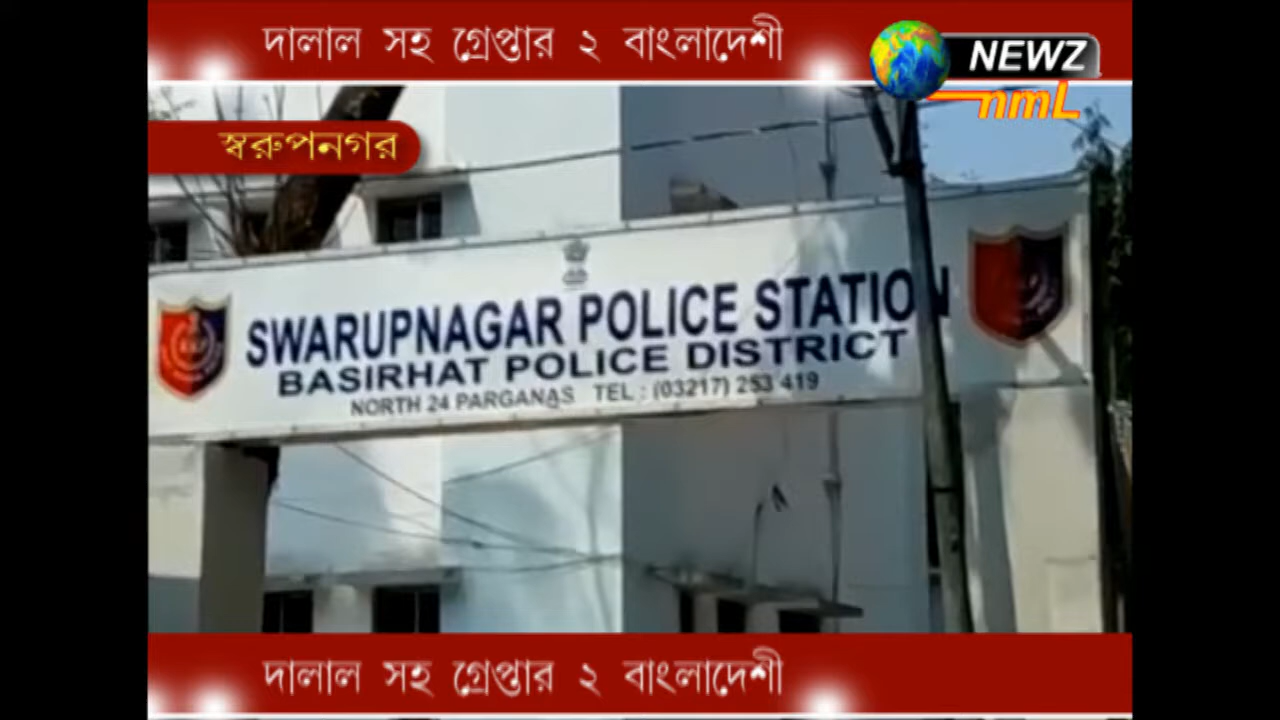 দালাল সহ গ্রেপ্তার ২ বাংলাদেশী
NEWZ
nmL
স্বরুপনগর
SWARUPNAGAR POLICE STATION
BASIRHAT POLICE DISTRICT
NORTH 24 PARGANAS TEL : (03217) 253 419
দালাল সহ গ্রেপ্তার ২ বাংলাদেশী